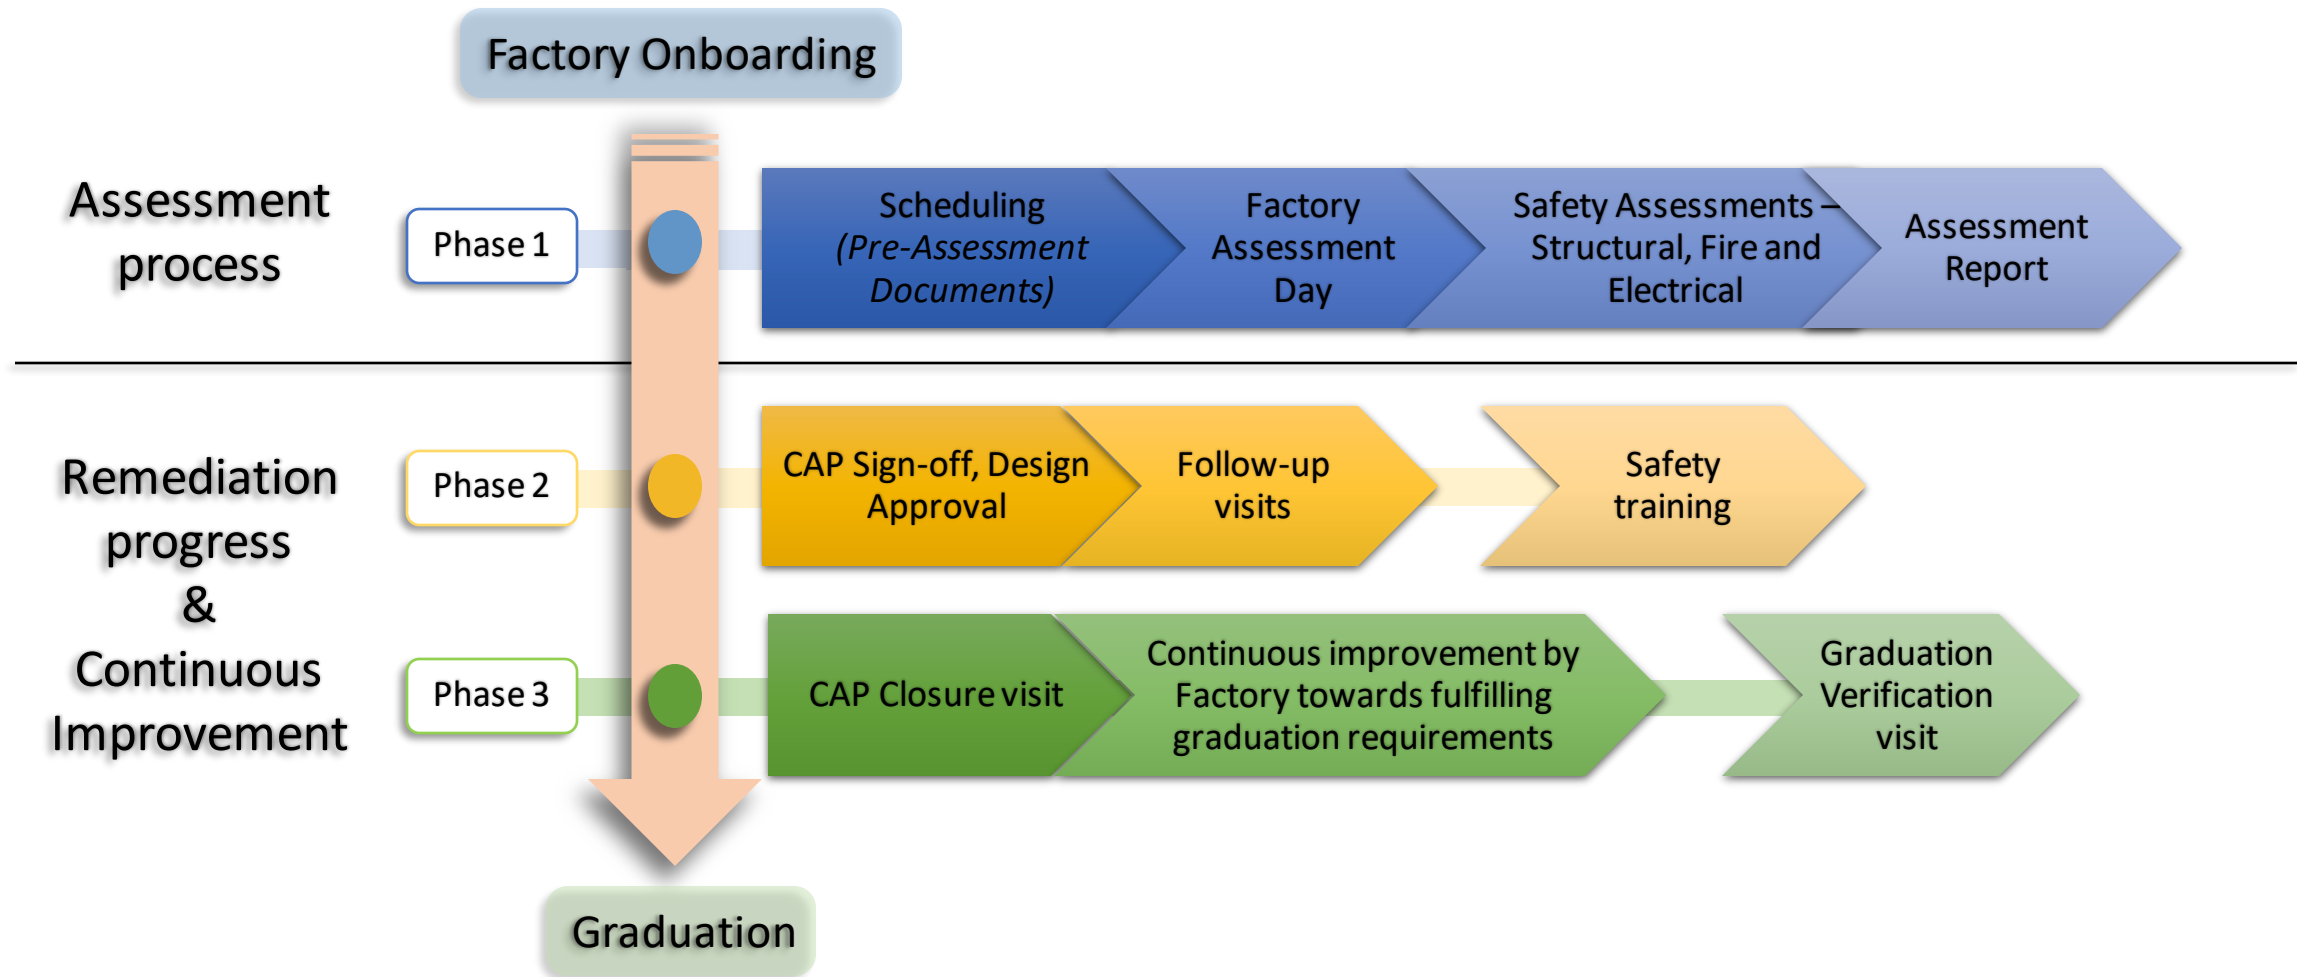 Factory Onboarding
Assessment
process
Phase 1
Scheduling
(Pre-Assessment
Documents)
Factory
Assessment
Day
Safety Assessments –
Structural, Fire and
Electrical
Assessment
Report
Remediation
progress
&
Continuous
Improvement
Phase 2
CAP Sign-off, Design
Approval
Follow-up
visits
Safety
training
Phase 3
CAP Closure visit
Continuous improvement by
Factory towards fulfilling
graduation requirements
Graduation
Verification
visit
Graduation